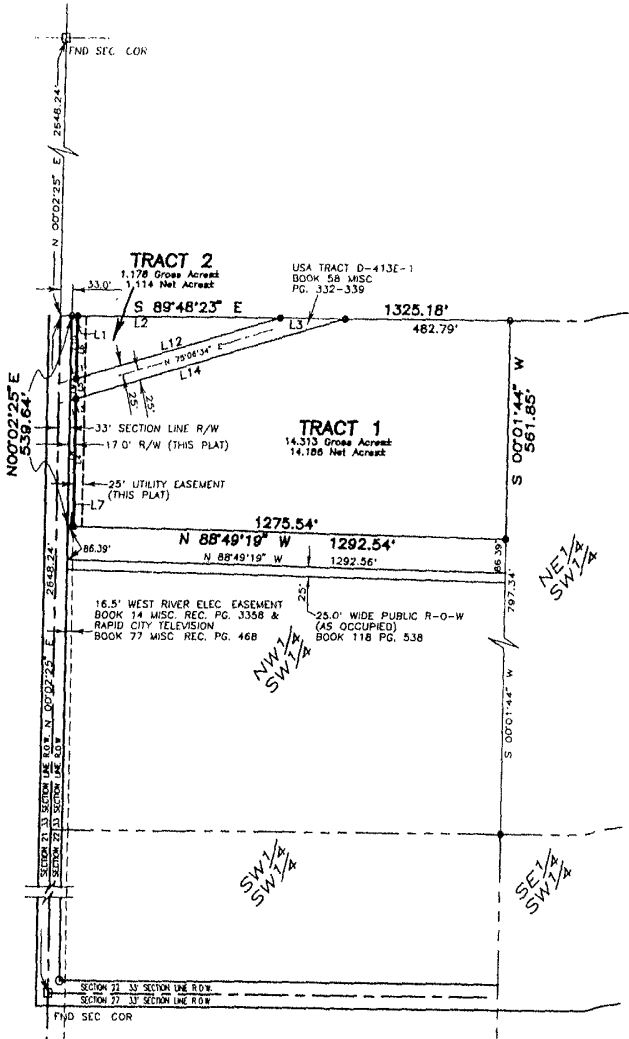 FND SEC COR
2648.24'
N 00°02'25" E
TRACT 2
1.178 Gross Acres±
1.114 Net Acres±
33.0'
USA TRACT D-413E-1
BOOK 58 MISC
PG. 332-339
S 89°48'23" E
1325.18'
L2
L3
482.79'
L1
L12
N 75°06'34" E
L14
25'
25'
N00°02'25" E
539.64'
33' SECTION LINE R/W
17.0' R/W (THIS PLAT)
TRACT 1
14.313 Gross Acres±
14.186 Net Acres±
S 00°01'44" W
561.85'
25' UTILITY EASEMENT
(THIS PLAT)
L7
1275.54'
N 88°49'19" W
1292.54'
86.39'
N 88°49'19" W
1292.56'
86.39'
25'
NE1/4
SW1/4
797.34'
2648.24'
N 00°02'25" E
16.5' WEST RIVER ELEC EASEMENT
BOOK 14 MISC. REC. PG. 3358 &
RAPID CITY TELEVISION
BOOK 77 MISC REC. PG. 468
25.0' WIDE PUBLIC R-O-W
(AS OCCUPIED)
BOOK 118 PG. 538
NW1/4
SW1/4
S 00°01'44" W
SECTION 21 33' SECTION LINE R.O.W.
SECTION 22 33' SECTION LINE R.O.W.
SW1/4
SW1/4
SE1/4
SW1/4
SECTION 22 33' SECTION LINE R.O.W.
SECTION 27 33' SECTION LINE R.O.W
FND SEC COR